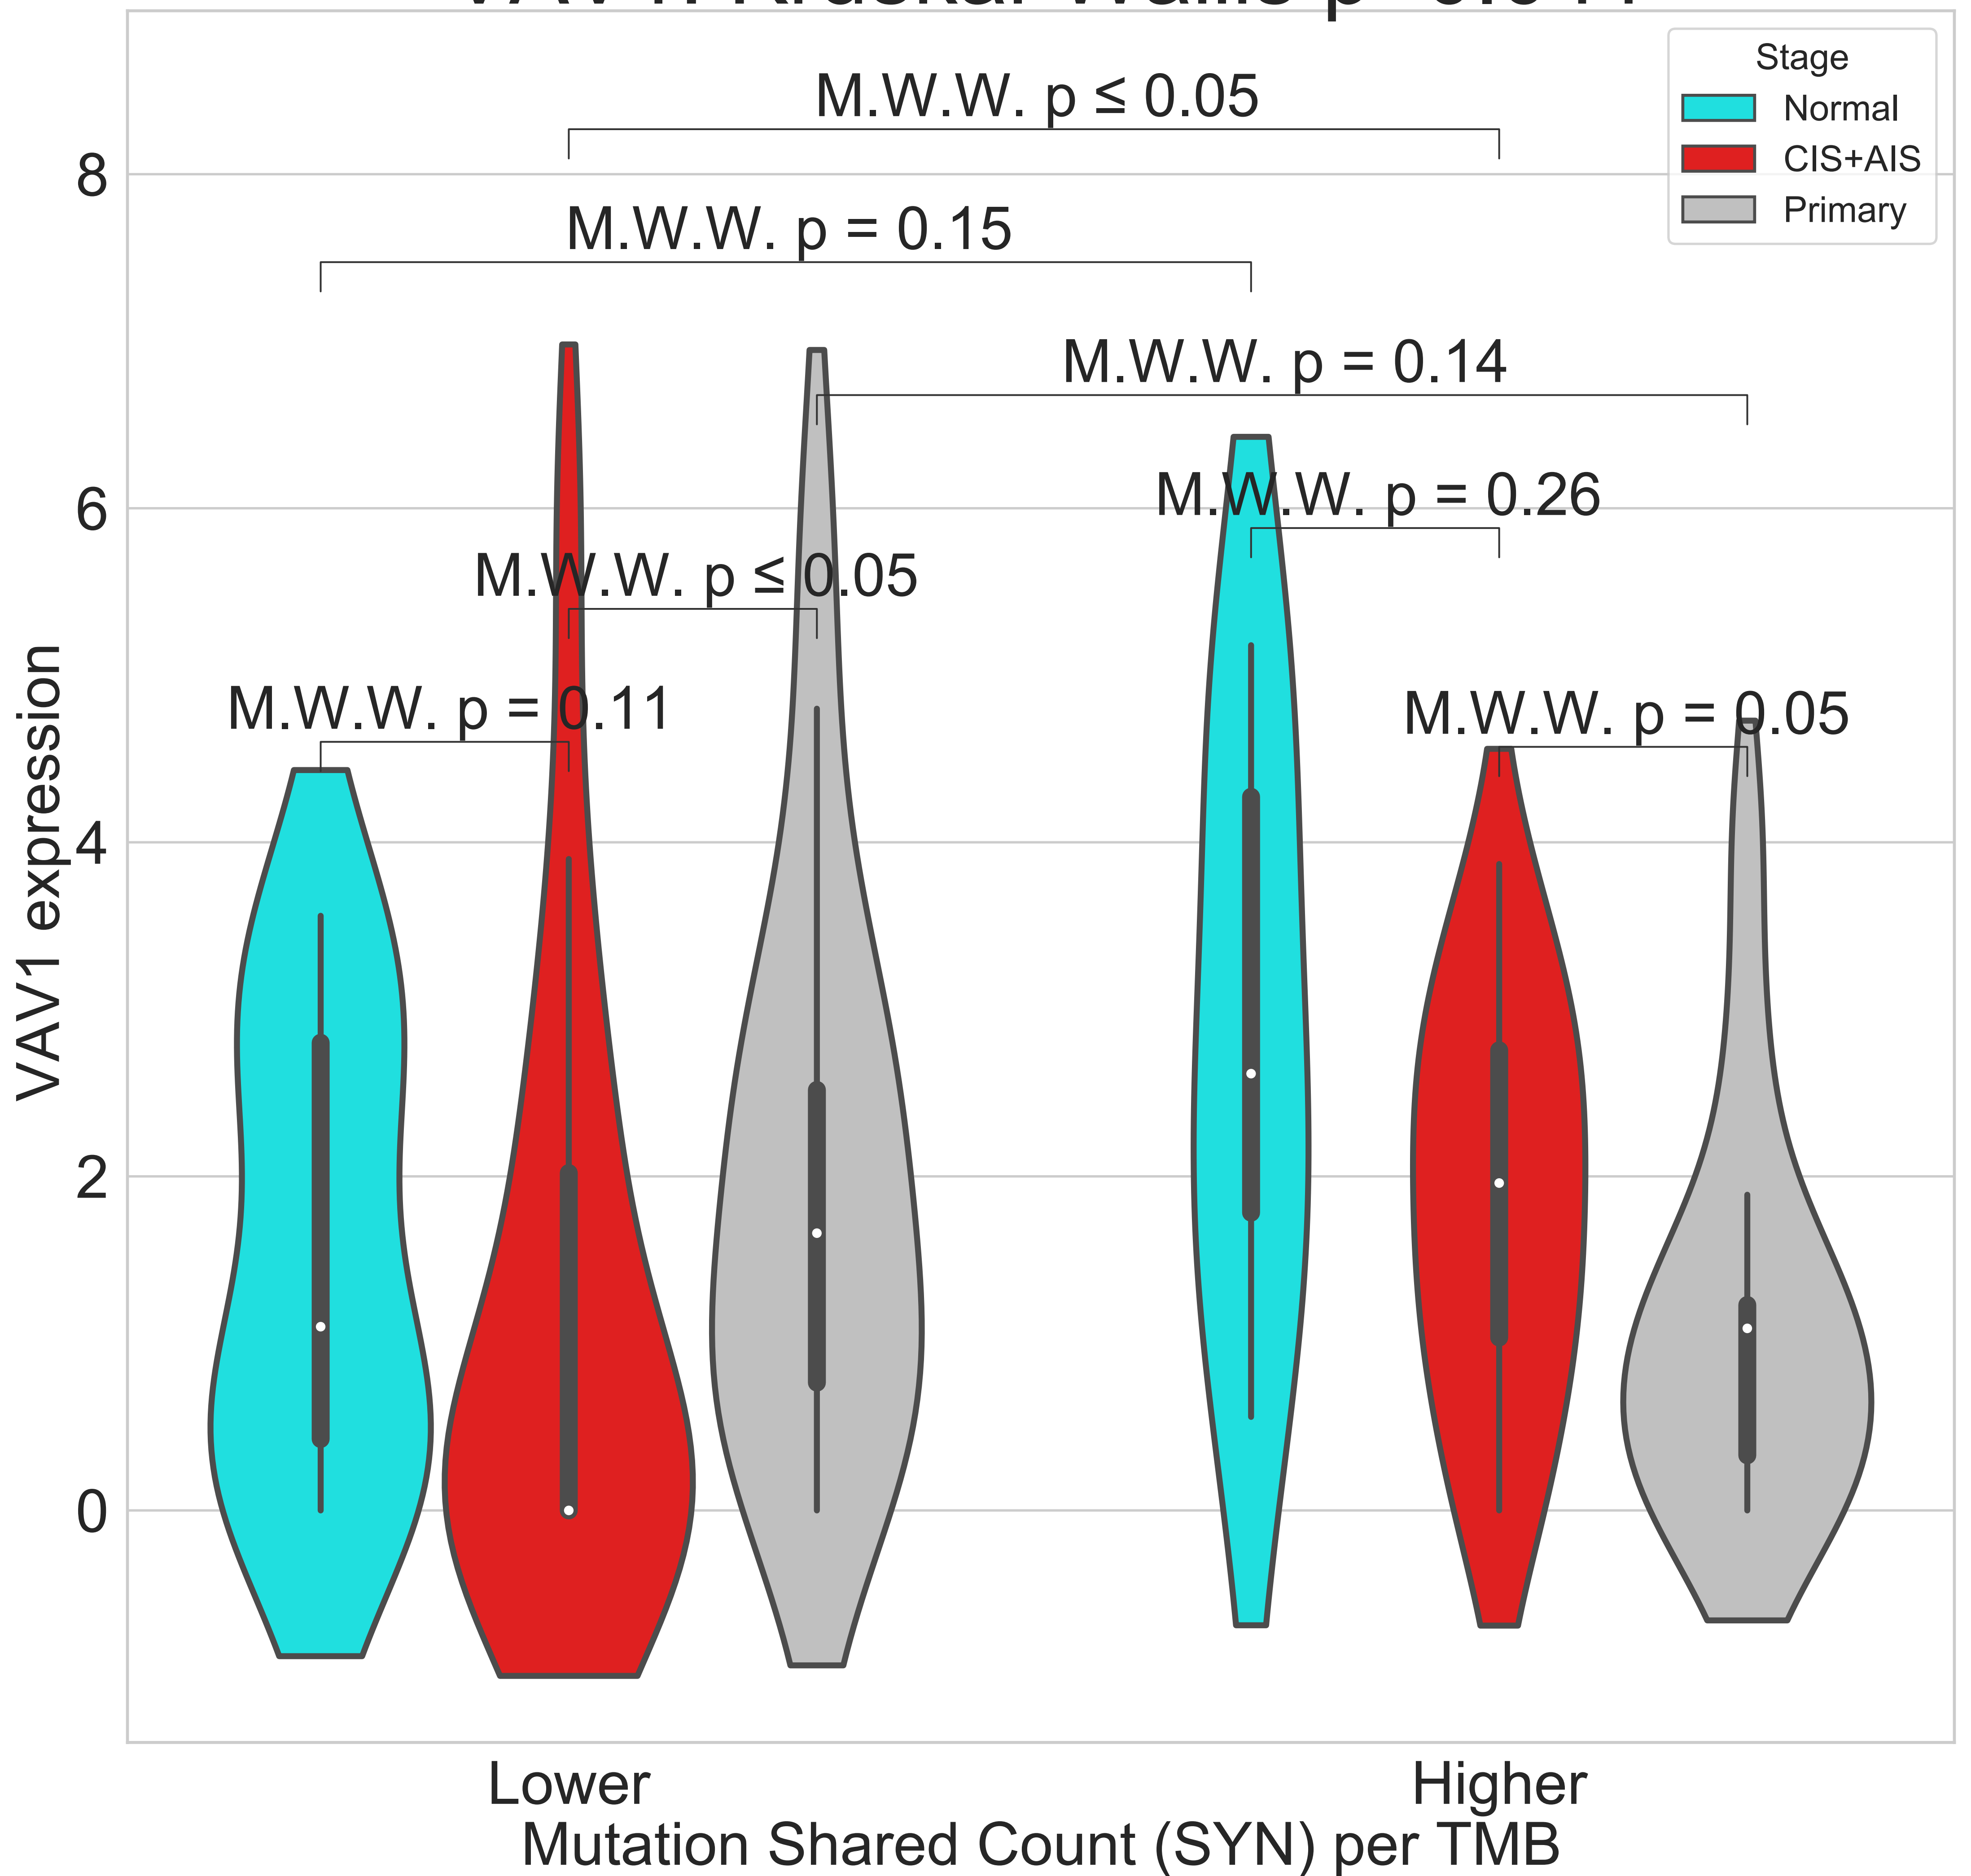 Stage
Normal
CIS+AIS
Primary
M.W.W. p ≤ 0.05
M.W.W. p = 0.15
M.W.W. p = 0.14
M.W.W. p = 0.26
M.W.W. p ≤ 0.05
M.W.W. p = 0.11
M.W.W. p = 0.05
VAV1 expression
8
6
4
2
0
Lower
Higher
Mutation Shared Count (SYN) per TMB